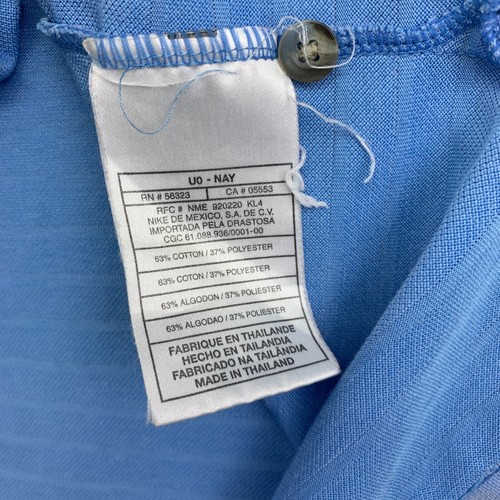 U0 - NAY
RN # 56323 CA # 05553
RFC # NME 920220 KL4
NIKE DE MEXICO, S.A. DE C.V.
IMPORTADA PELA DRASTOSA
CGC 61.088.936/0001-00
63% COTTON / 37% POLYESTER
63% COTON / 37% POLYESTER
63% ALGODON / 37% POLIESTER
63% ALGODAO / 37% POLIESTER
FABRIQUE EN THAILANDE
HECHO EN TAILANDIA
FABRICADO NA TAILÂNDIA
MADE IN THAILAND